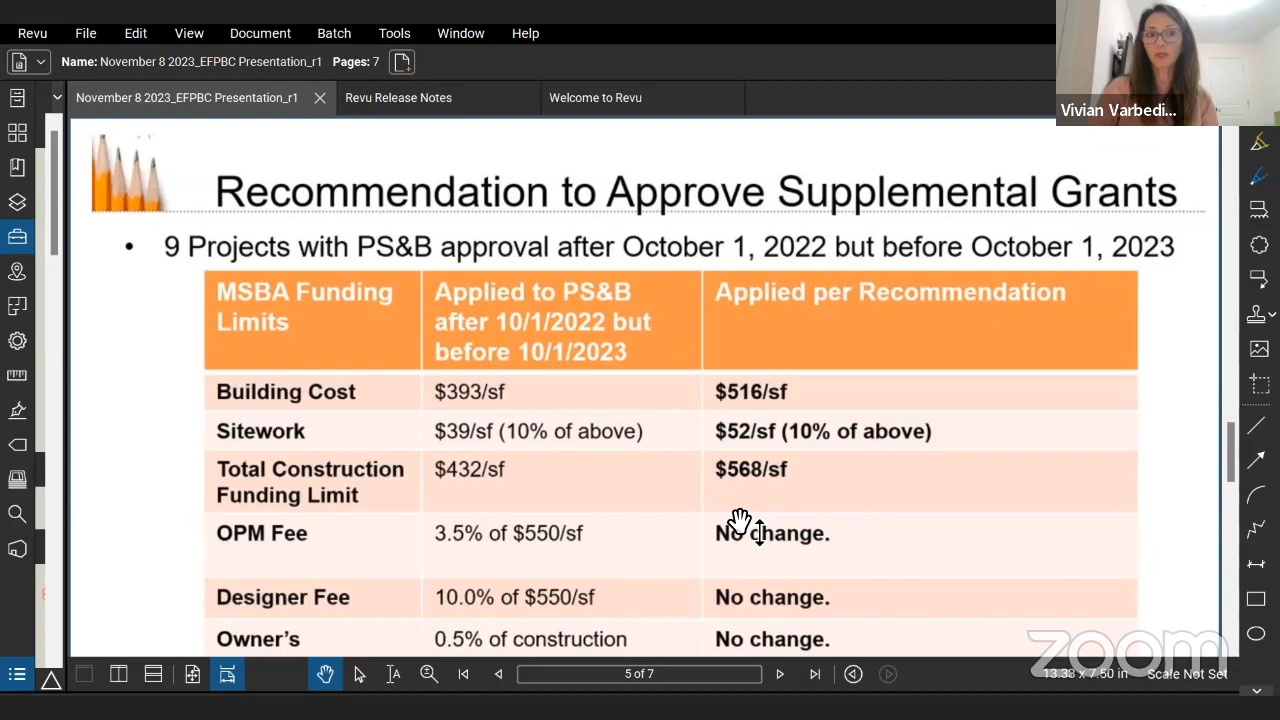 Revu File Edit View Document Batch Tools Window Help
Name: November 8 2023_EFPBC Presentation_r1 Pages: 7
November 8 2023_EFPBC Presentation_r1 Revu Release Notes Welcome to Revu
Vivian Varbedi...
Recommendation to Approve Supplemental Grants
• 9 Projects with PS&B approval after October 1, 2022 but before October 1, 2023
MSBA Funding Limits Applied to PS&B after 10/1/2022 but before 10/1/2023 Applied per Recommendation
Building Cost $393/sf $516/sf
Sitework $39/sf (10% of above) $52/sf (10% of above)
Total Construction Funding Limit $432/sf $568/sf
OPM Fee 3.5% of $550/sf No change.
Designer Fee 10.0% of $550/sf No change.
Owner's 0.5% of construction No change.
zoom
5 of 7 13.33 x 7.50 in Scale Not Set